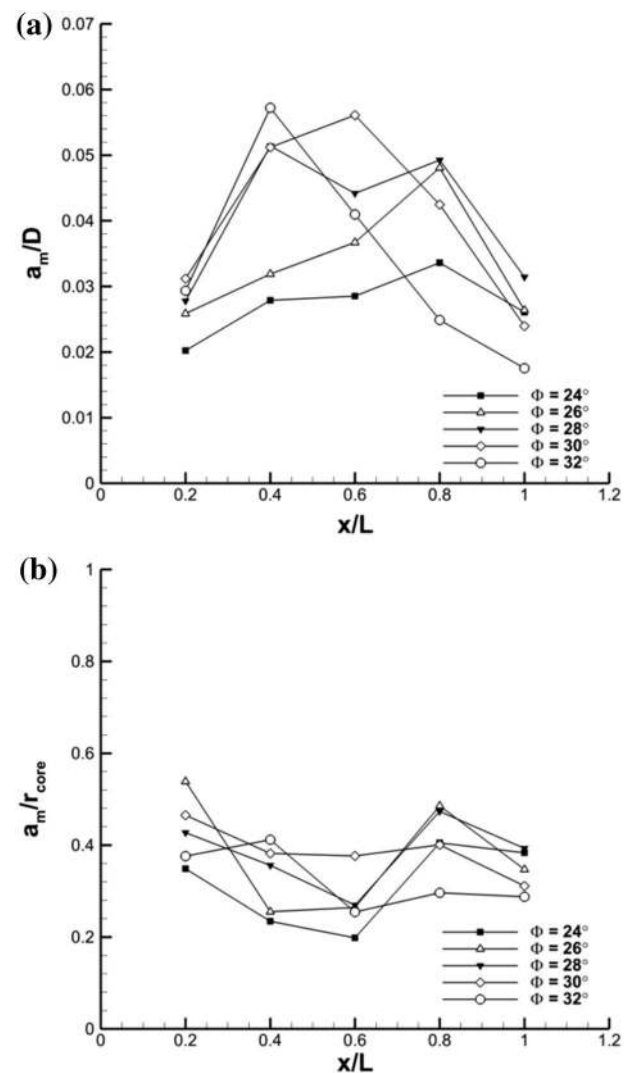 (a)
0.07
0.06
0.05
0.04
0.03
0.02
0.01
0
a_m/D
0 0.2 0.4 0.6 0.8 1 1.2
x/L
Φ = 24°
Φ = 26°
Φ = 28°
Φ = 30°
Φ = 32°
(b)
1
0.8
0.6
0.4
0.2
0
a_m/r_core
0 0.2 0.4 0.6 0.8 1 1.2
x/L
Φ = 24°
Φ = 26°
Φ = 28°
Φ = 30°
Φ = 32°